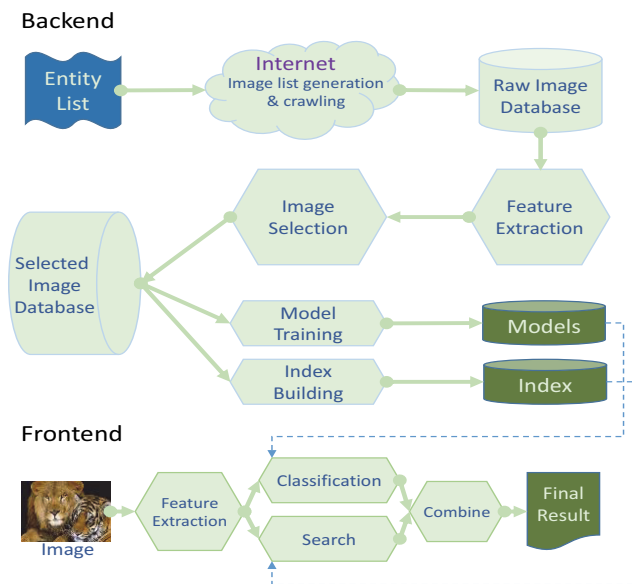 Backend
Entity
List
Internet
Image list generation
& crawling
Raw Image
Database
Image
Selection
Feature
Extraction
Selected
Image
Database
Model
Training
Models
Index
Building
Index
Frontend
Image
Feature
Extraction
Classification
Search
Combine
Final
Result